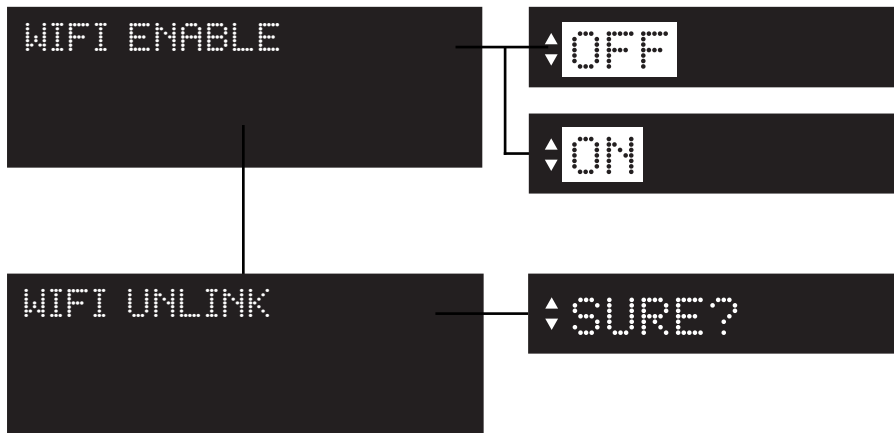 WIFI ENABLE
OFF
ON
WIFI UNLINK
SURE?